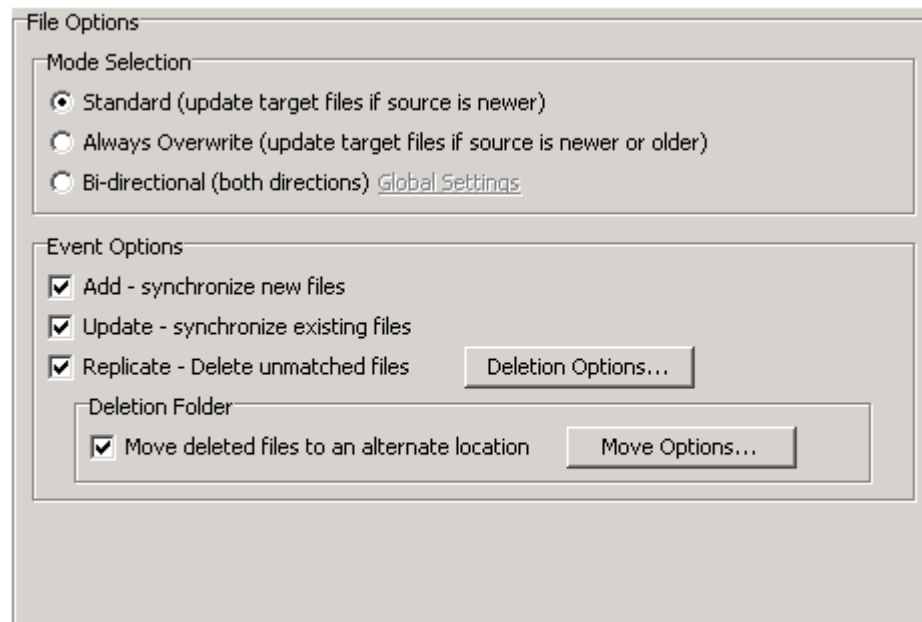 File Options
Mode Selection
Standard (update target files if source is newer)
Always Overwrite (update target files if source is newer or older)
Bi-directional (both directions) Global Settings
Event Options
Add - synchronize new files
Update - synchronize existing files
Replicate - Delete unmatched files Deletion Options...
Deletion Folder
Move deleted files to an alternate location Move Options...